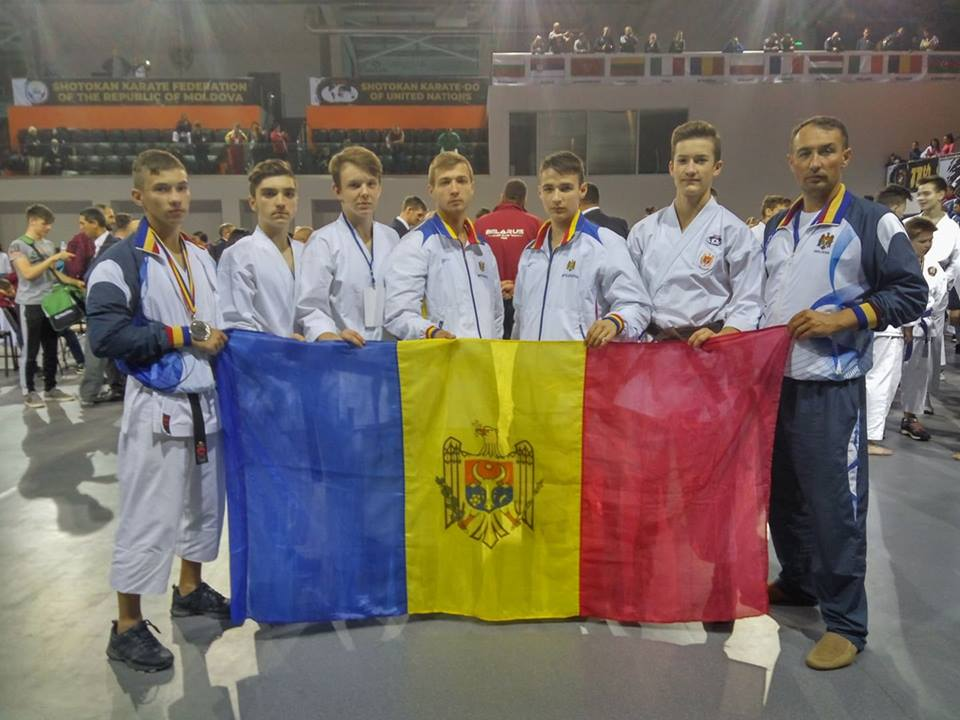 SHOTOKAN KARATE FEDERATION
OF THE REPUBLIC OF MOLDOVA
SHOTOKAN KARATE-DO
OF UNITED NATIONS
BELARUS